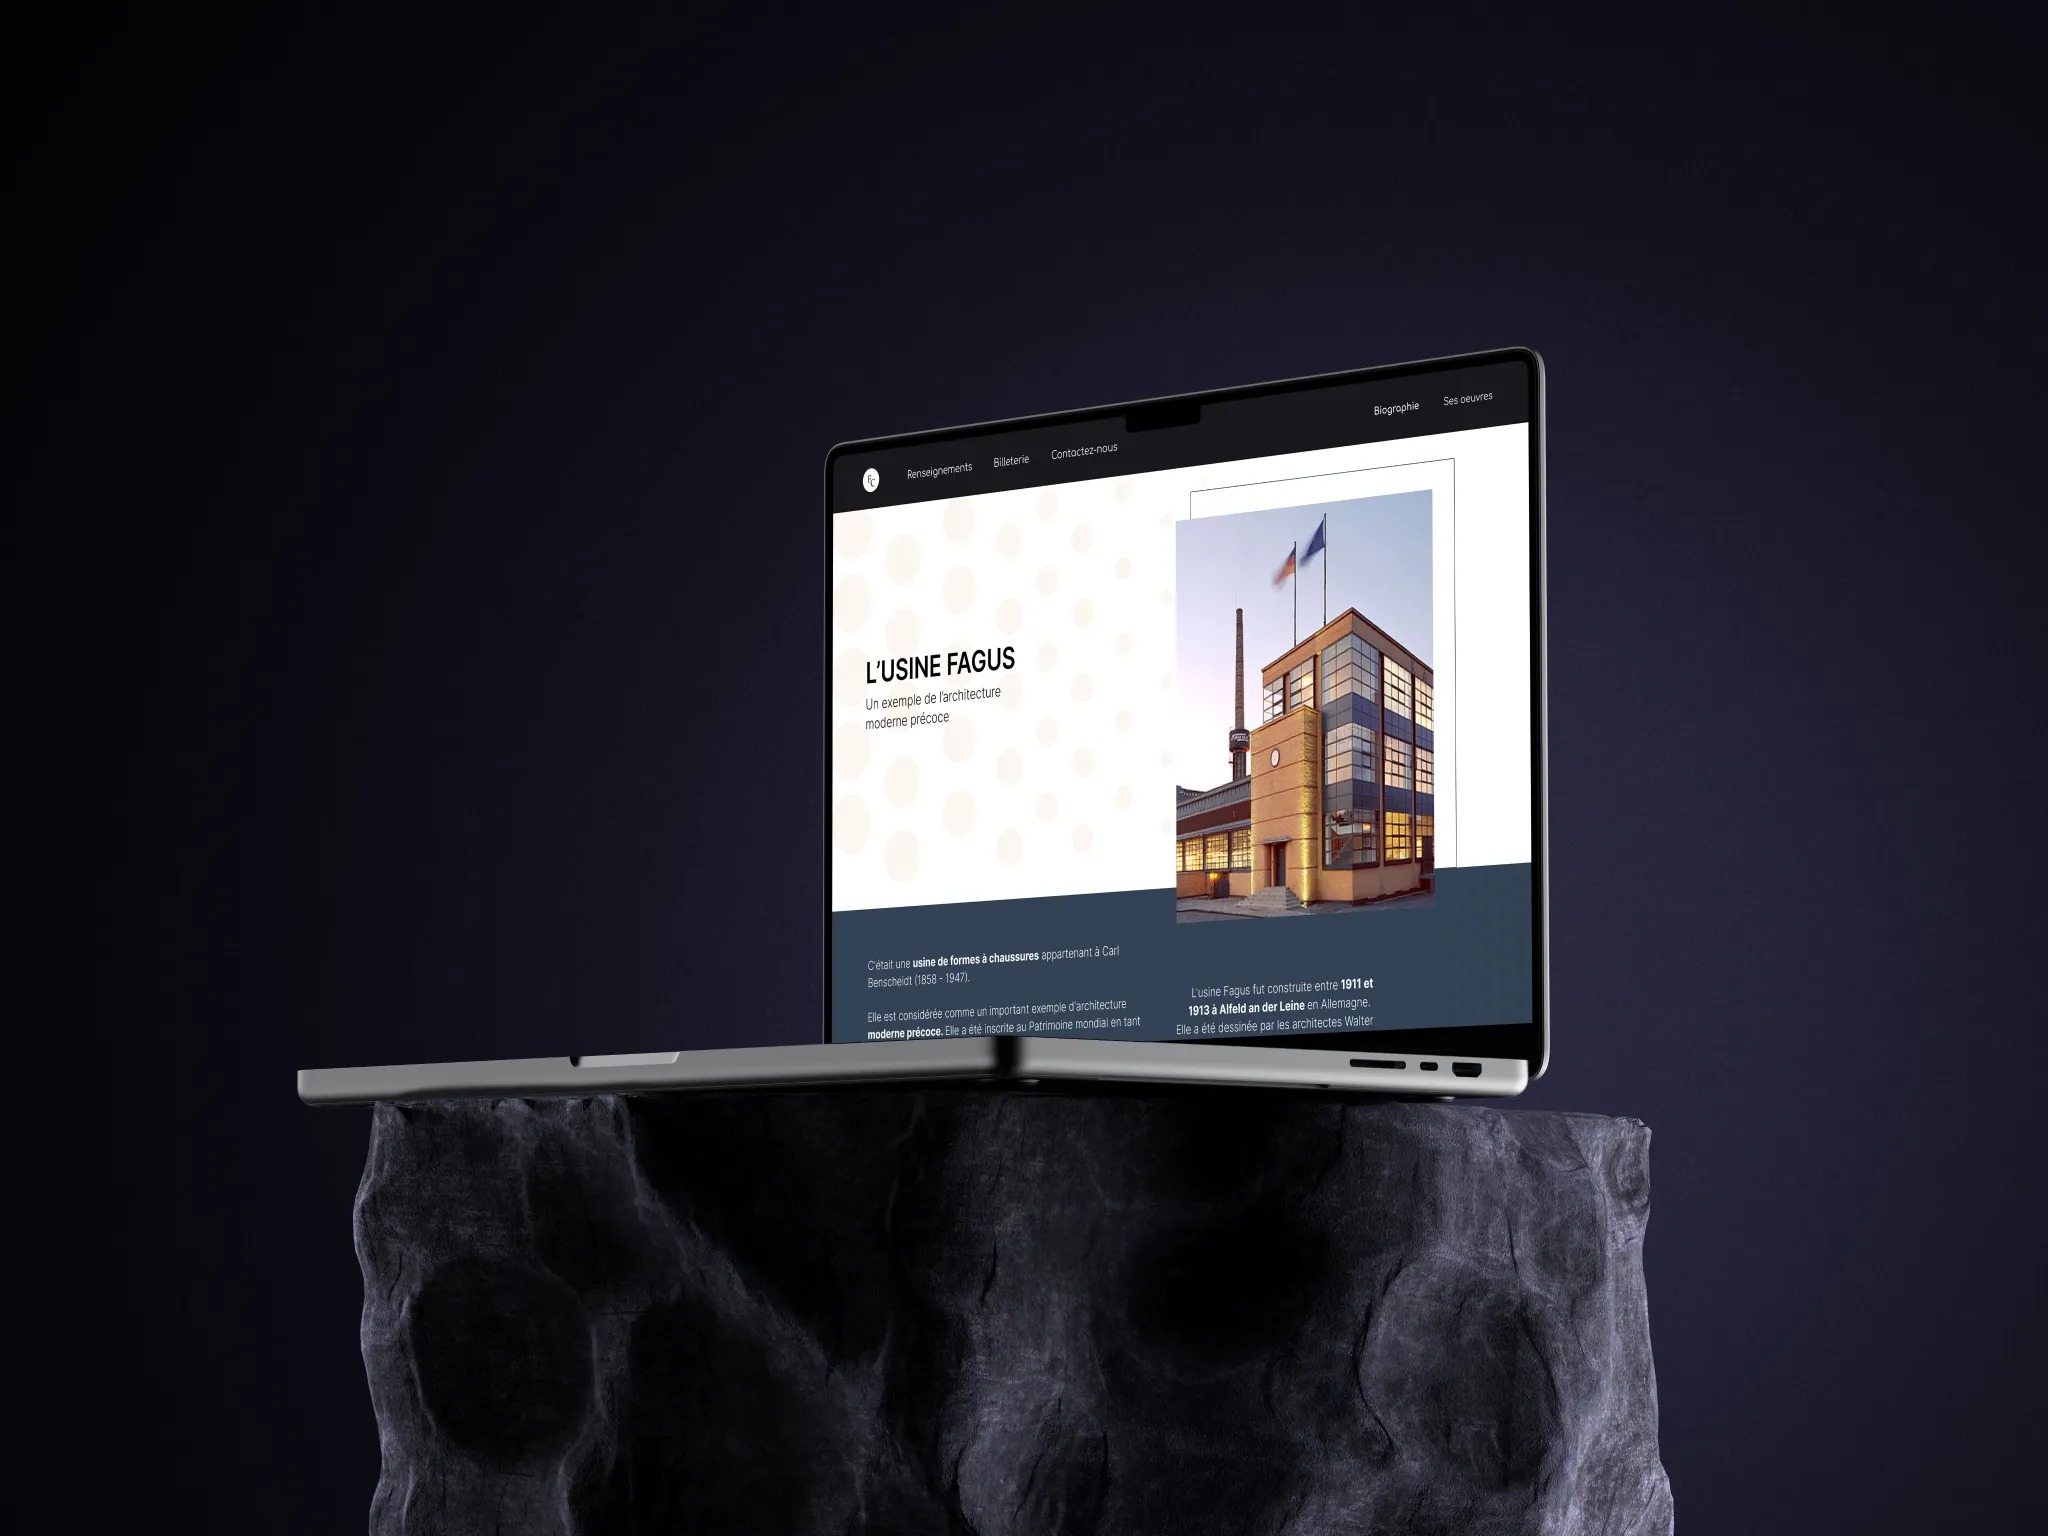 FC
Renseignements
Billeterie
Contactez-nous
Biographie
Ses oeuvres
L'USINE FAGUS
Un exemple de l'architecture
moderne précoce
C'était une usine de formes à chaussures appartenant à Carl
Benscheidt (1858 - 1947).
Elle est considérée comme un important exemple d'architecture
moderne précoce. Elle a été inscrite au Patrimoine mondial en tant
L'usine Fagus fut construite entre 1911 et
1913 à Alfeld an der Leine en Allemagne.
Elle a été dessinée par les architectes Walter